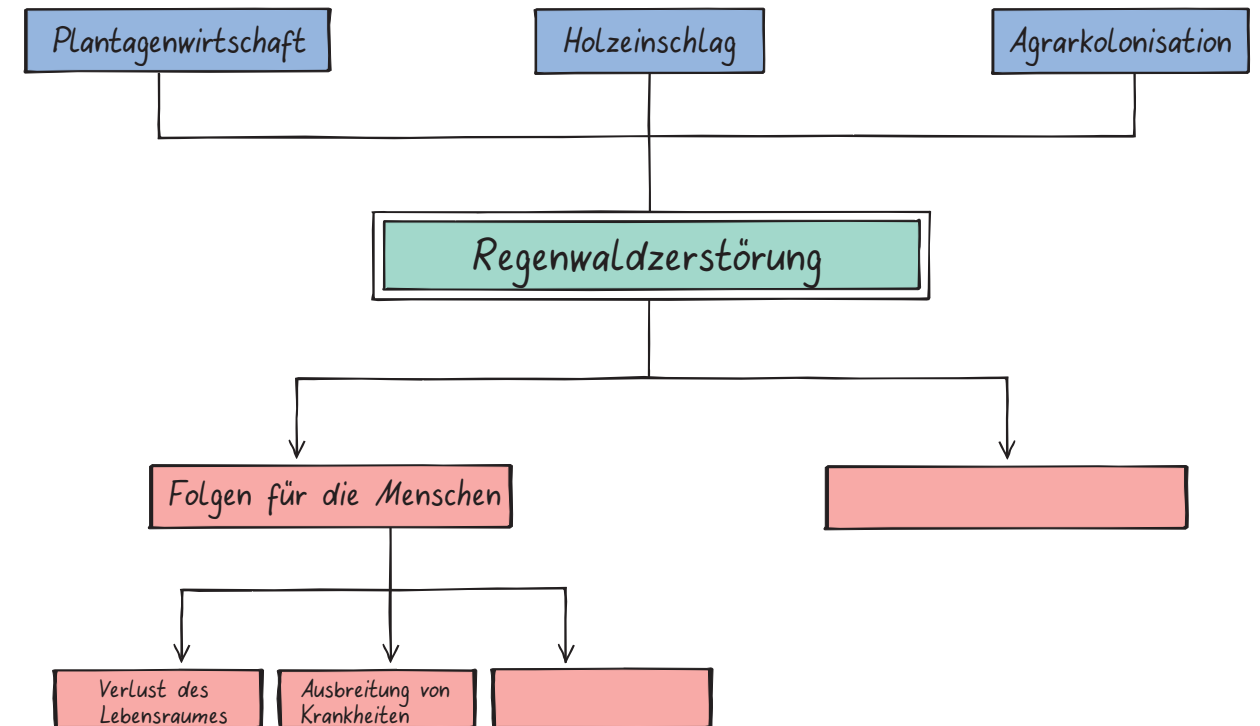 Plantagenwirtschaft
Holzeinschlag
Agrarkolonisation
Regenwaldzerstörung
Folgen für die Menschen
Verlust des
Lebensraumes
Ausbreitung von
Krankheiten